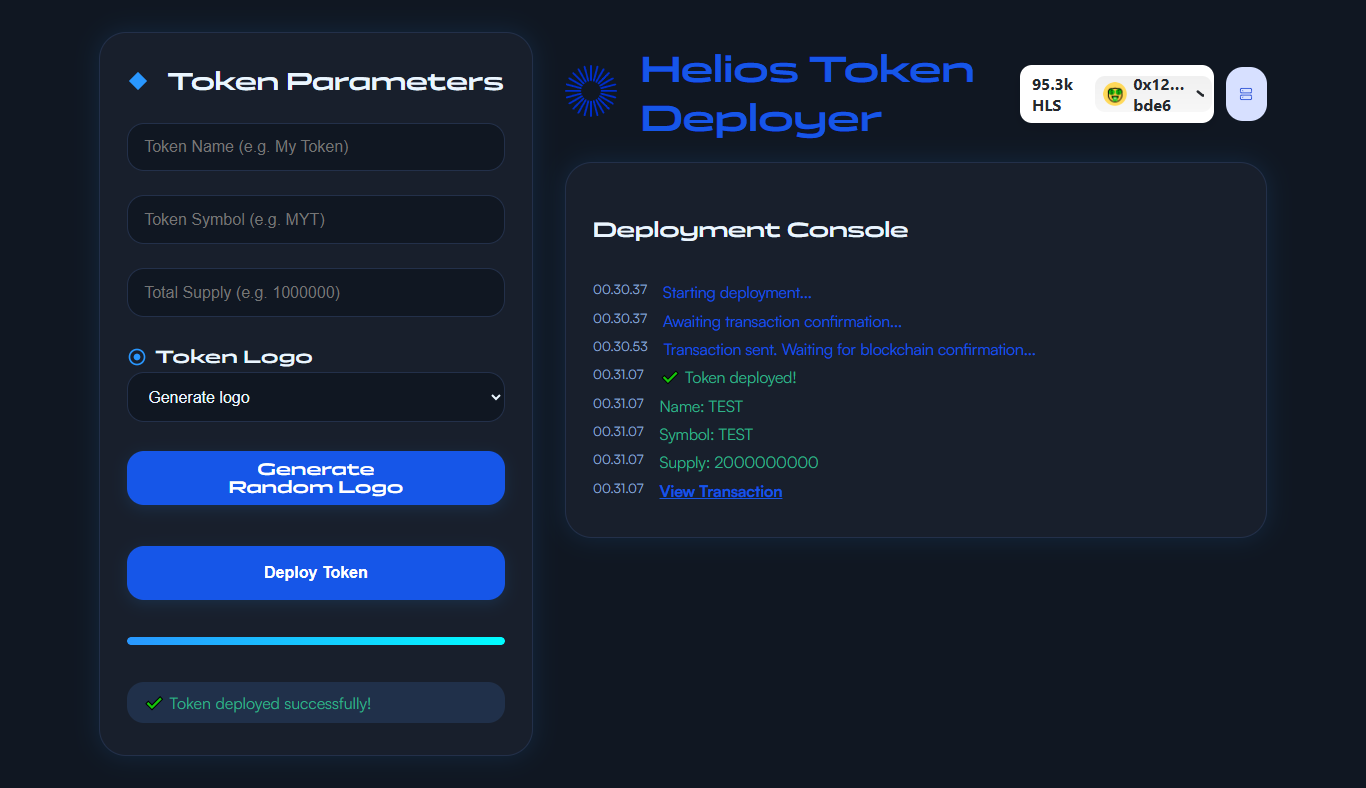 Token Parameters
Token Name (e.g. My Token)
Token Symbol (e.g. MYT)
Total Supply (e.g. 1000000)
Token Logo
Generate logo
Generate
Random Logo
Deploy Token
Token deployed successfully!
Helios Token
Deployer
95.3k
HLS
0x12...
bde6
Deployment Console
00.30.37 Starting deployment...
00.30.37 Awaiting transaction confirmation...
00.30.53 Transaction sent. Waiting for blockchain confirmation...
00.31.07 Token deployed!
00.31.07 Name: TEST
00.31.07 Symbol: TEST
00.31.07 Supply: 2000000000
00.31.07 View Transaction